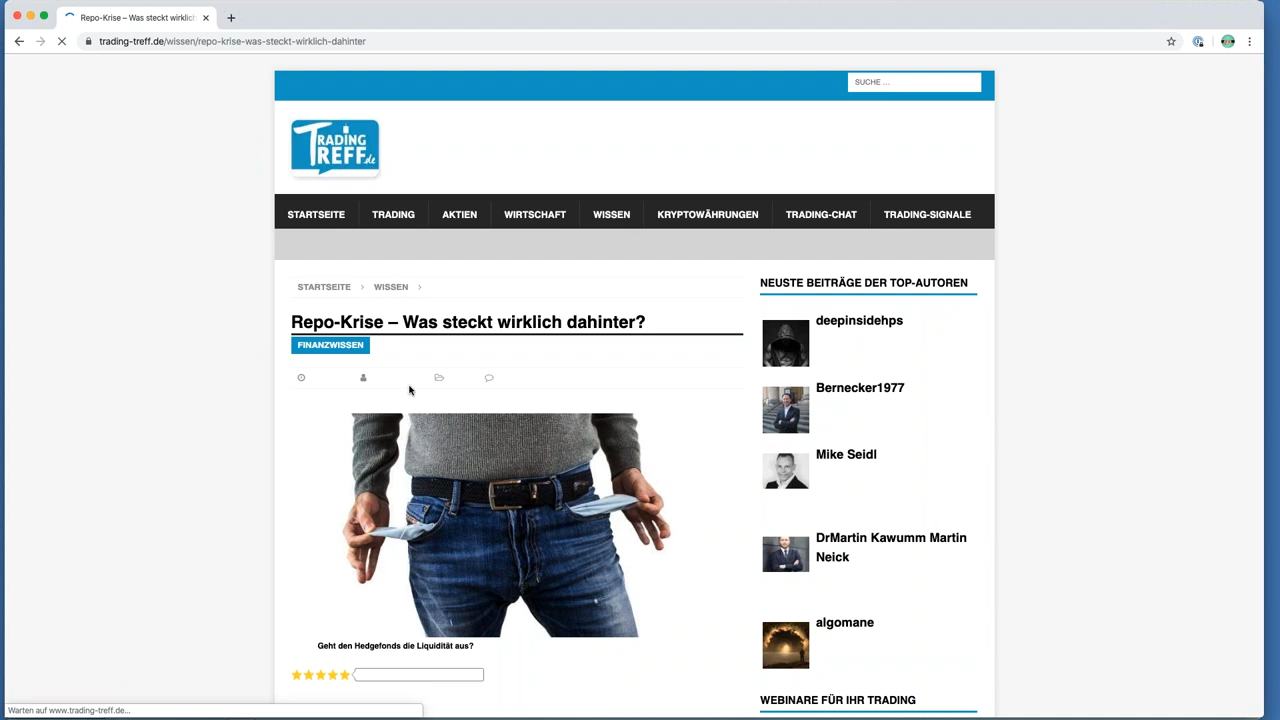 Repo-Krise – Was steckt wirklich
trading-treff.de/wissen/repo-krise-was-steckt-wirklich-dahinter
SUCHE ...
TRADING
TREFF.de
STARTSEITE TRADING AKTIEN WIRTSCHAFT WISSEN KRYPTOWÄHRUNGEN TRADING-CHAT TRADING-SIGNALE
STARTSEITE > WISSEN >
Repo-Krise – Was steckt wirklich dahinter?
FINANZWISSEN
Geht den Hedgefonds die Liquidität aus?
NEUSTE BEITRÄGE DER TOP-AUTOREN
deepinsidehps
Bernecker1977
Mike Seidl
DrMartin Kawumm Martin
Neick
algomane
WEBINARE FÜR IHR TRADING
Warten auf www.trading-treff.de...